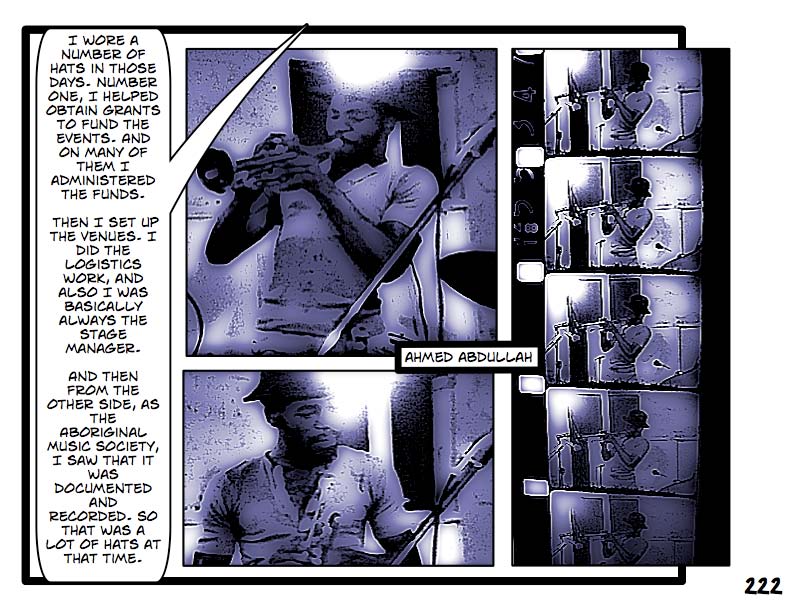 I WORE A
NUMBER OF
HATS IN THOSE
DAYS. NUMBER
ONE, I HELPED
OBTAIN GRANTS
TO FUND THE
EVENTS. AND
ON MANY OF
THEM I
ADMINISTERED
THE FUNDS.
THEN I SET UP
THE VENUES. I
DID THE
LOGISTICS
WORK, AND
ALSO I WAS
BASICALLY
ALWAYS THE
STAGE
MANAGER.
AND THEN
FROM THE
OTHER SIDE, AS
THE
ABORIGINAL
MUSIC SOCIETY,
I SAW THAT IT
WAS
DOCUMENTED
AND
RECORDED. SO
THAT WAS A
LOT OF HATS AT
THAT TIME.
AHMED ABDULLAH
222